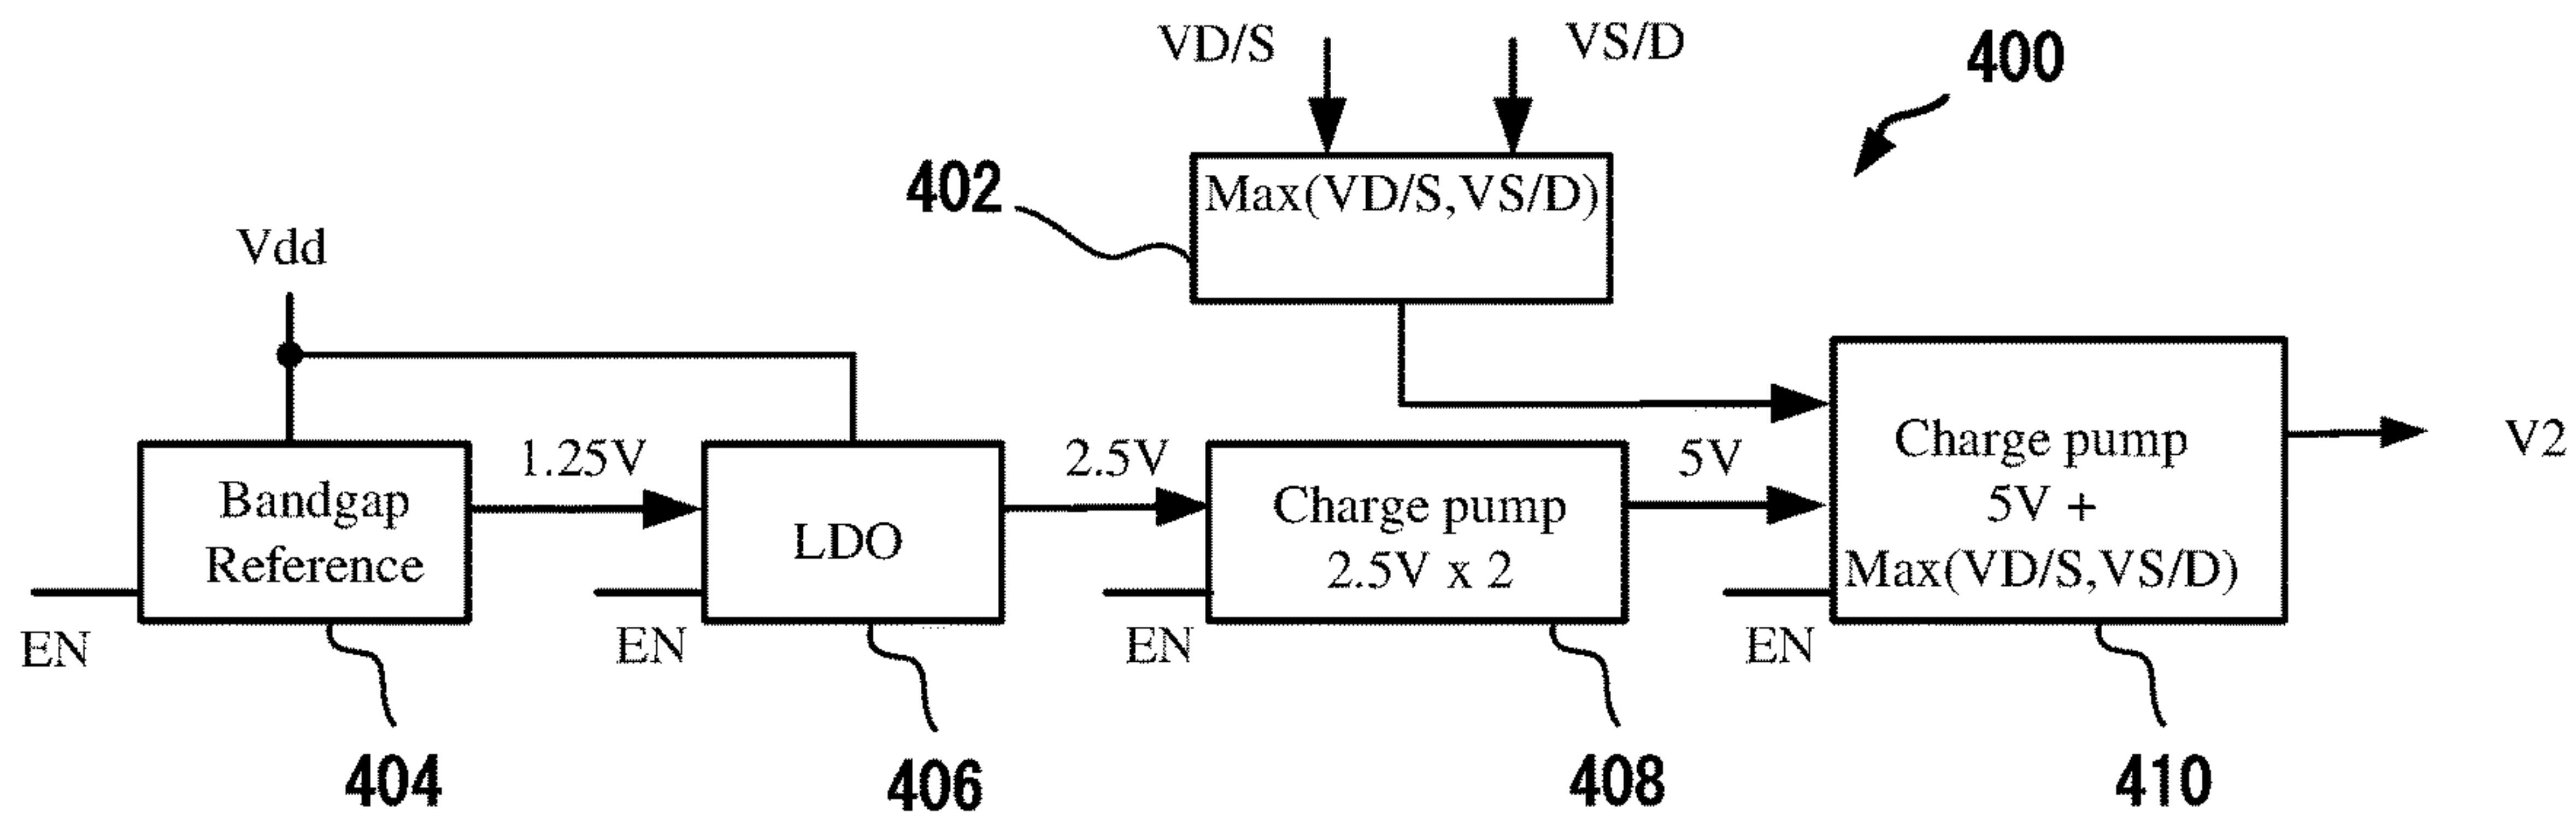 VD/S
VS/D
400
402
Max(VD/S,VS/D)
Vdd
Bandgap
Reference
1.25V
LDO
2.5V
Charge pump
2.5V x 2
5V
Charge pump
5V +
Max(VD/S,VS/D)
V2
EN
EN
EN
EN
404
406
408
410